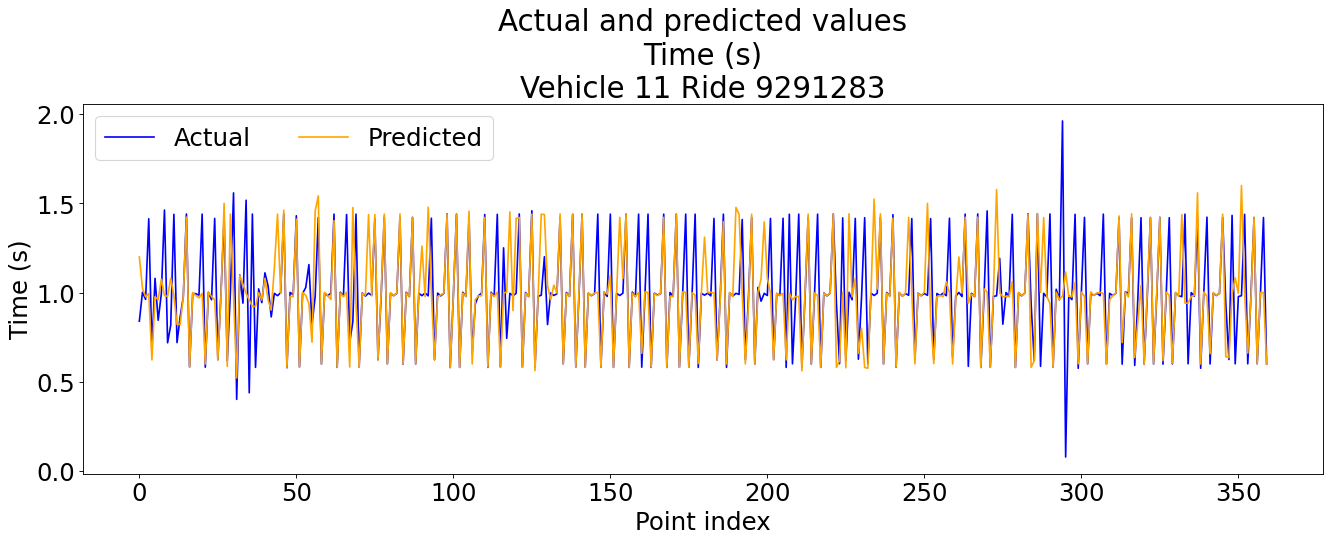 Actual and predicted values
Time (s)
Vehicle 11 Ride 9291283
Actual
Predicted
2.0
1.5
1.0
0.5
0.0
Time (s)
0 50 100 150 200 250 300 350
Point index